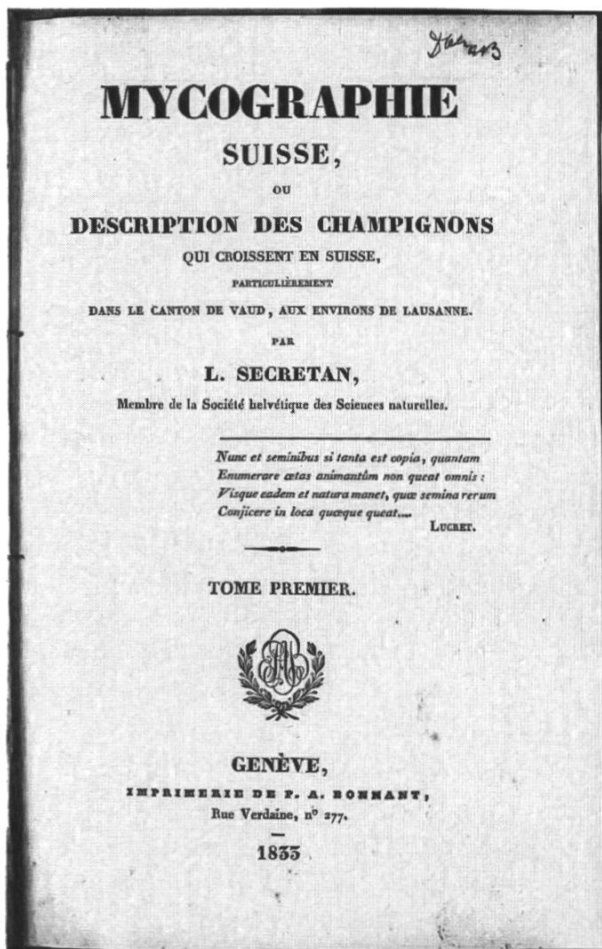 MYCOGRAPHIE
SUISSE,
OU
DESCRIPTION DES CHAMPIGNONS
QUI CROISSENT EN SUISSE,
PARTICULIÈREMENT
DANS LE CANTON DE VAUD, AUX ENVIRONS DE LAUSANNE.
PAR
L. SECRETAN,
Membre de la Société helvétique des Sciences naturelles.
Nunc et seminibus si tanta est copia, quantam
Enumerare ætas animantûm non queat omnis :
Visque eadem et natura manet, quæ semina rerum
Conjicere in loca quæque queat....
LUCRET.
TOME PREMIER.
GENÈVE,
IMPRIMERIE DE P. A. BONNANT,
Rue Verdaine, nº 277.
1833